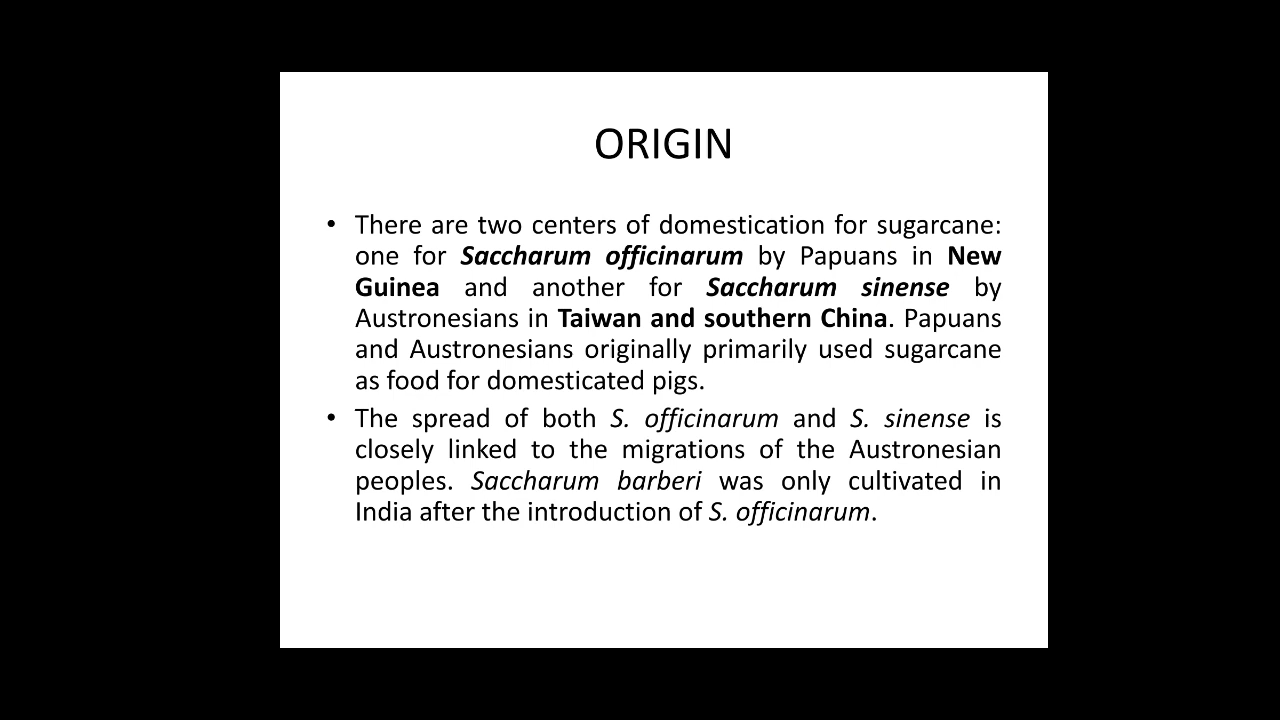 ORIGIN
• There are two centers of domestication for sugarcane:
one for Saccharum officinarum by Papuans in New
Guinea and another for Saccharum sinense by
Austronesians in Taiwan and southern China. Papuans
and Austronesians originally primarily used sugarcane
as food for domesticated pigs.
• The spread of both S. officinarum and S. sinense is
closely linked to the migrations of the Austronesian
peoples. Saccharum barberi was only cultivated in
India after the introduction of S. officinarum.